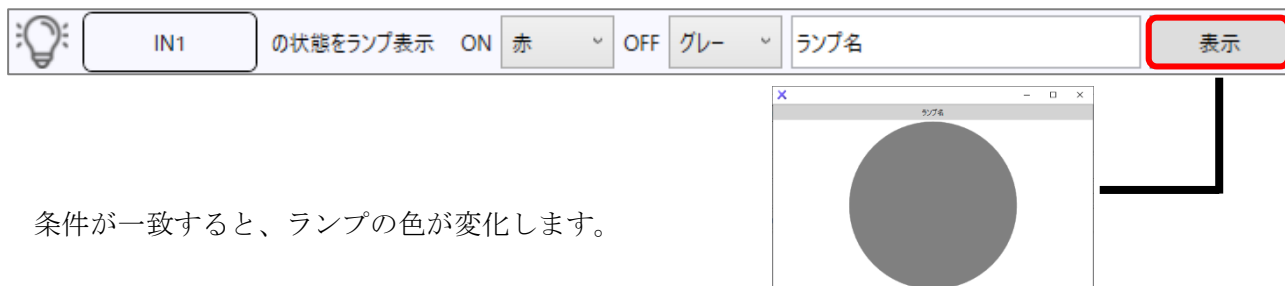 IN1 の状態をランプ表示 ON 赤 OFF グレー ランプ名 表示
ランプ名
条件が一致すると、ランプの色が変化します。